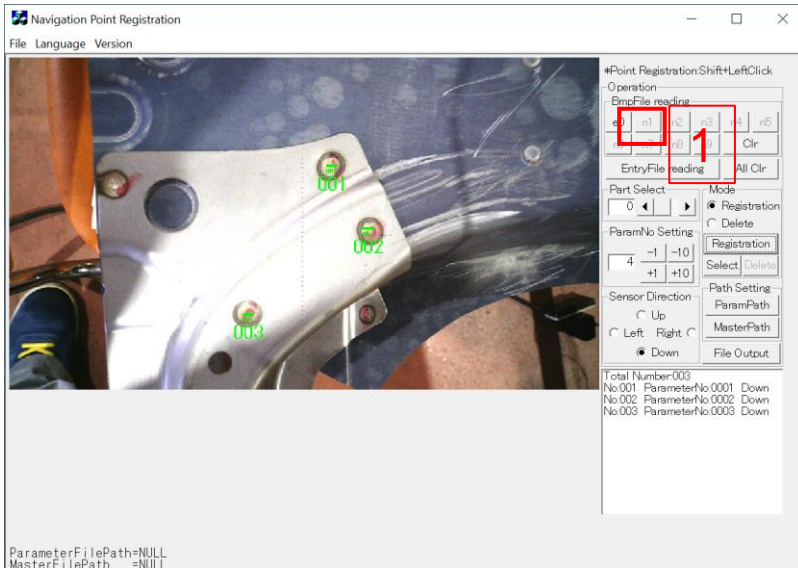 Navigation Point Registration
File Language Version
*Point Registration:Shift+LeftClick
Operation
BmpFile reading
e0 n1 n2 n3 n4 n5
n7 n8 Clr
1
EntryFile reading All Clr
Part Select
0
Mode
Registration
Delete
ParamNo Setting
4 -1 -10
+1 +10
Registration
Select Delete
Sensor Direction
Up
Left Right
Down
Path Setting
ParamPath
MasterPath
File Output
001
002
003
Total Number:003
No:001 ParameterNo:0001 Down
No:002 ParameterNo:0002 Down
No:003 ParameterNo:0003 Down
ParameterFilePath=NULL
MasterFilePath =NULL